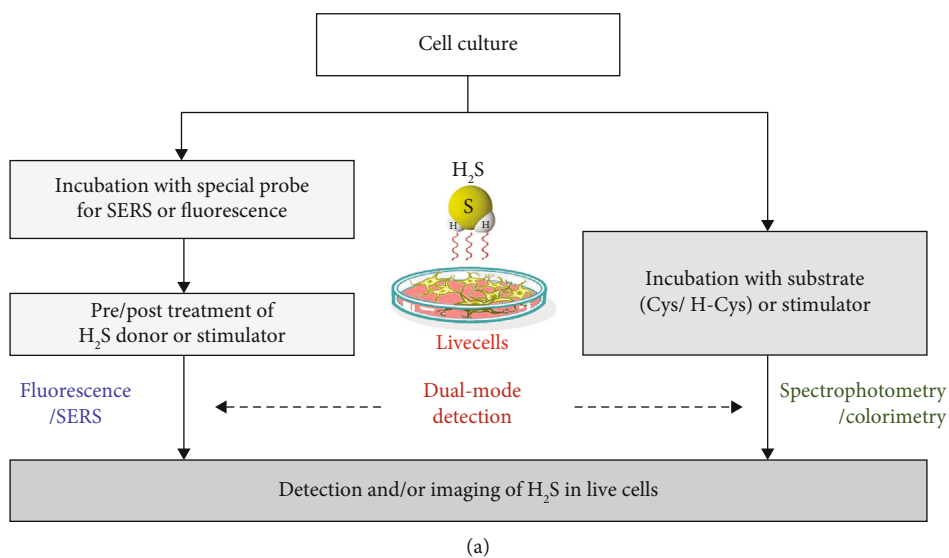 Cell culture
Incubation with special probe
for SERS or fluorescence
H₂S
S
H H
Incubation with substrate
(Cys/ H-Cys) or stimulator
Pre/post treatment of
H₂S donor or stimulator
Livecells
Fluorescence
/SERS
Dual-mode
detection
Spectrophotometry
/colorimetry
Detection and/or imaging of H₂S in live cells
(a)